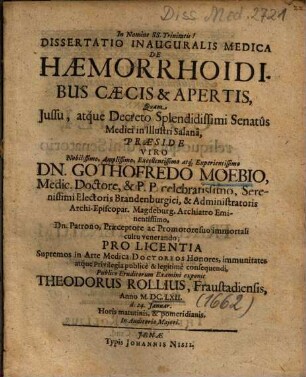 Diss. Med. 2721
In Nomine SS. Trinitatis!
DISSERTATIO INAUGURALIS MEDICA
DE
HÆMORRHOIDI-
BUS CÆCIS & APERTIS,
Quam
Jussu, atque Decreto Splendidissimi Senatûs
Medici in Illustri Salanâ,
PRÆSIDE
VIRO
Nobilissimo, Amplissimo, Excellentissimo atq; Experientissimo
DN. GOTHOFREDO MOEBIO,
Medic. Doctore, & P. P. celebratissimo, Sere-
nissimi Electoris Brandenburgici, & Administratoris
Archi-Episcopat. Magdeburg. Archiatro Emi-
nentissimo,
Dn. Patrono, Præceptore ac Promotore suo immortali
cultu venerando,
PRO LICENTIA
Supremos in Arte Medica DOCTOREOS Honores, immunitates
atque Privilegia publicè & legitimè consequendi,
Publico Eruditorum Examini exponit
THEODORUS ROLLIUS, Fraustadiensis,
Anno M. DC. LXII.
(1662)
d. 24. Januar.
Horis matutinis, & pomeridianis.
In Auditorio Majori.
JENÆ
Typis JOHANNIS NISII,